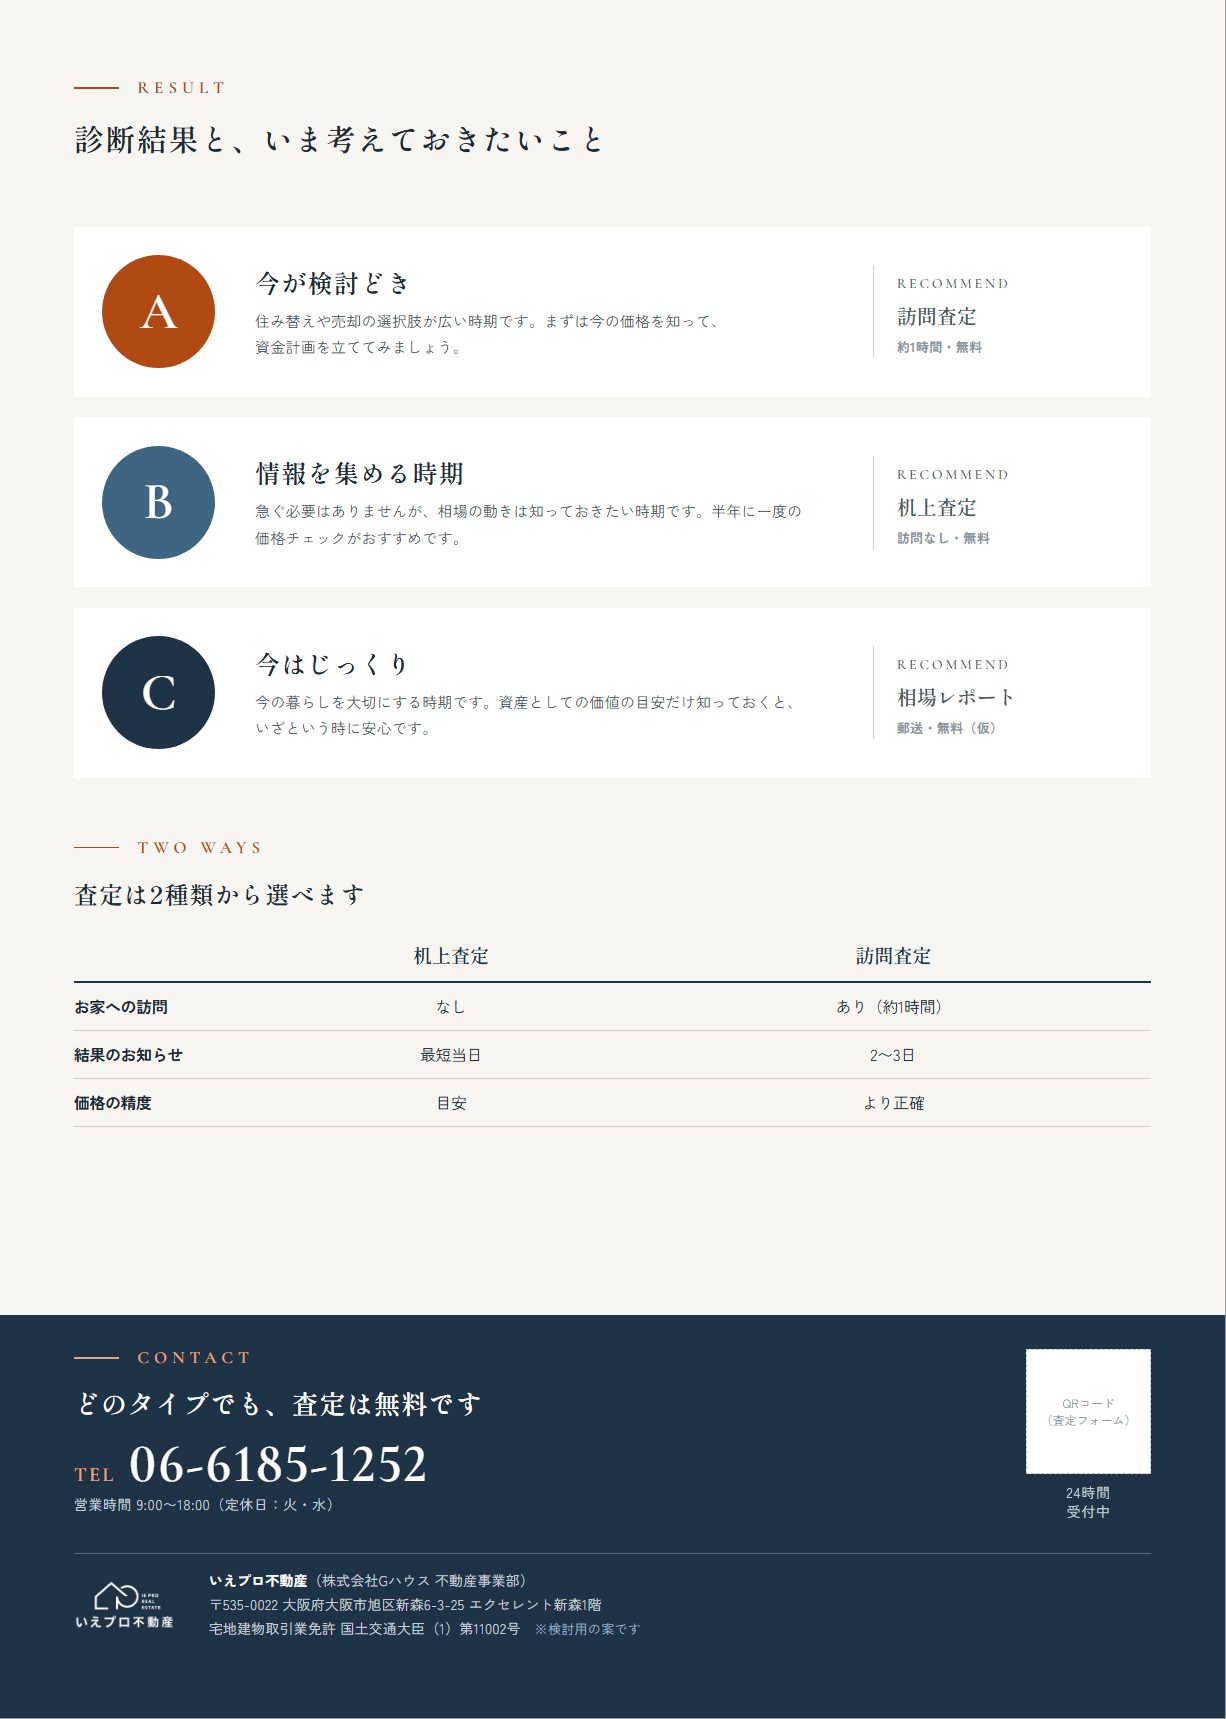 RESULT
診断結果と、いま考えておきたいこと
A
今が検討どき
住み替えや売却の選択肢が広い時期です。まずは今の価格を知って、
資金計画を立ててみましょう。
RECOMMEND
訪問査定
約1時間・無料
B
情報を集める時期
急ぐ必要はありませんが、相場の動きは知っておきたい時期です。半年に一度の
価格チェックがおすすめです。
RECOMMEND
机上査定
訪問なし・無料
C
今はじっくり
今の暮らしを大切にする時期です。資産としての価値の目安だけ知っておくと、
いざという時に安心です。
RECOMMEND
相場レポート
郵送・無料（仮）
TWO WAYS
査定は2種類から選べます
机上査定 訪問査定
お家への訪問 なし あり（約1時間）
結果のお知らせ 最短当日 2〜3日
価格の精度 目安 より正確
CONTACT
どのタイプでも、査定は無料です
TEL 06-6185-1252
営業時間 9:00〜18:00（定休日：火・水）
QRコード
（査定フォーム）
24時間
受付中
IE PRO
REAL
ESTATE
いえプロ不動産
いえプロ不動産（株式会社Gハウス 不動産事業部）
〒535-0022 大阪府大阪市旭区新森6-3-25 エクセレント新森1階
宅地建物取引業免許 国土交通大臣（1）第11002号 ※検討用の案です